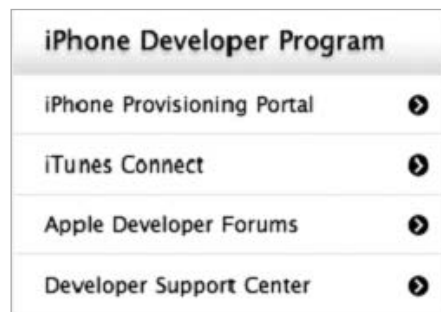 iPhone Developer Program
iPhone Provisioning Portal
iTunes Connect
Apple Developer Forums
Developer Support Center